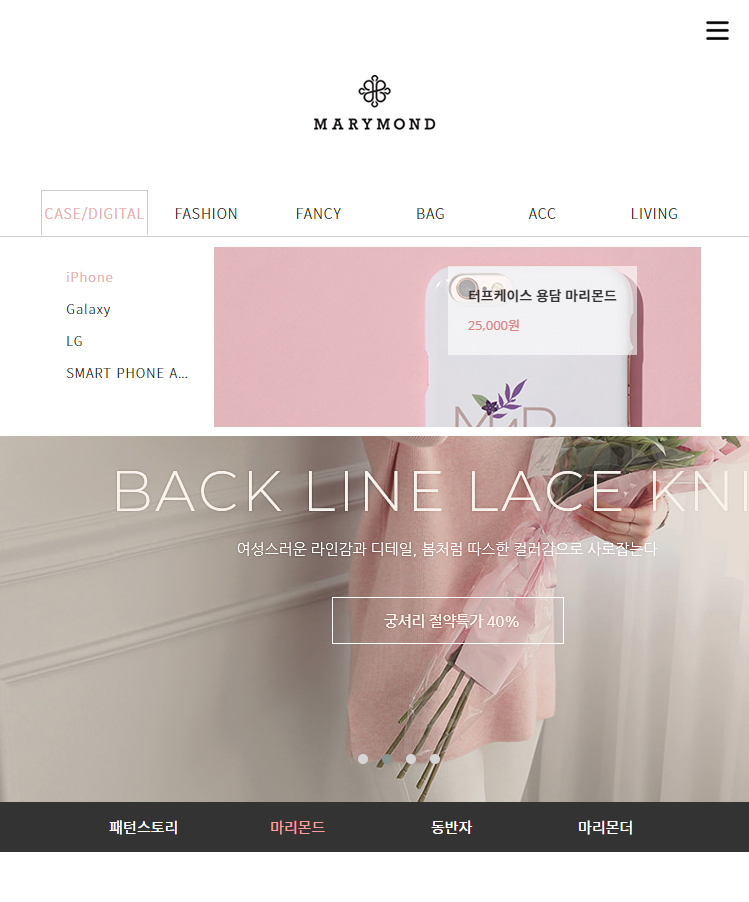 MARYMOND
CASE/DIGITAL FASHION FANCY BAG ACC LIVING
iPhone
Galaxy
LG
SMART PHONE A...
터프케이스 용담 마리몬드
25,000원
BACK LINE LACE KNI
여성스러운 라인감과 디테일, 봄처럼 따스한 컬러감으로 사로잡는다
궁셔리 절약특가 40%
패턴스토리 마리몬드 동반자 마리몬더